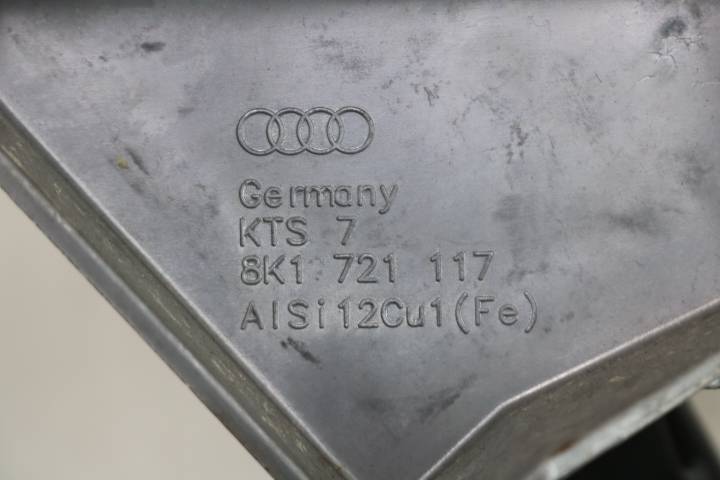 Germany
KTS 7
8K1 721 117
AlSi12Cu1(Fe)